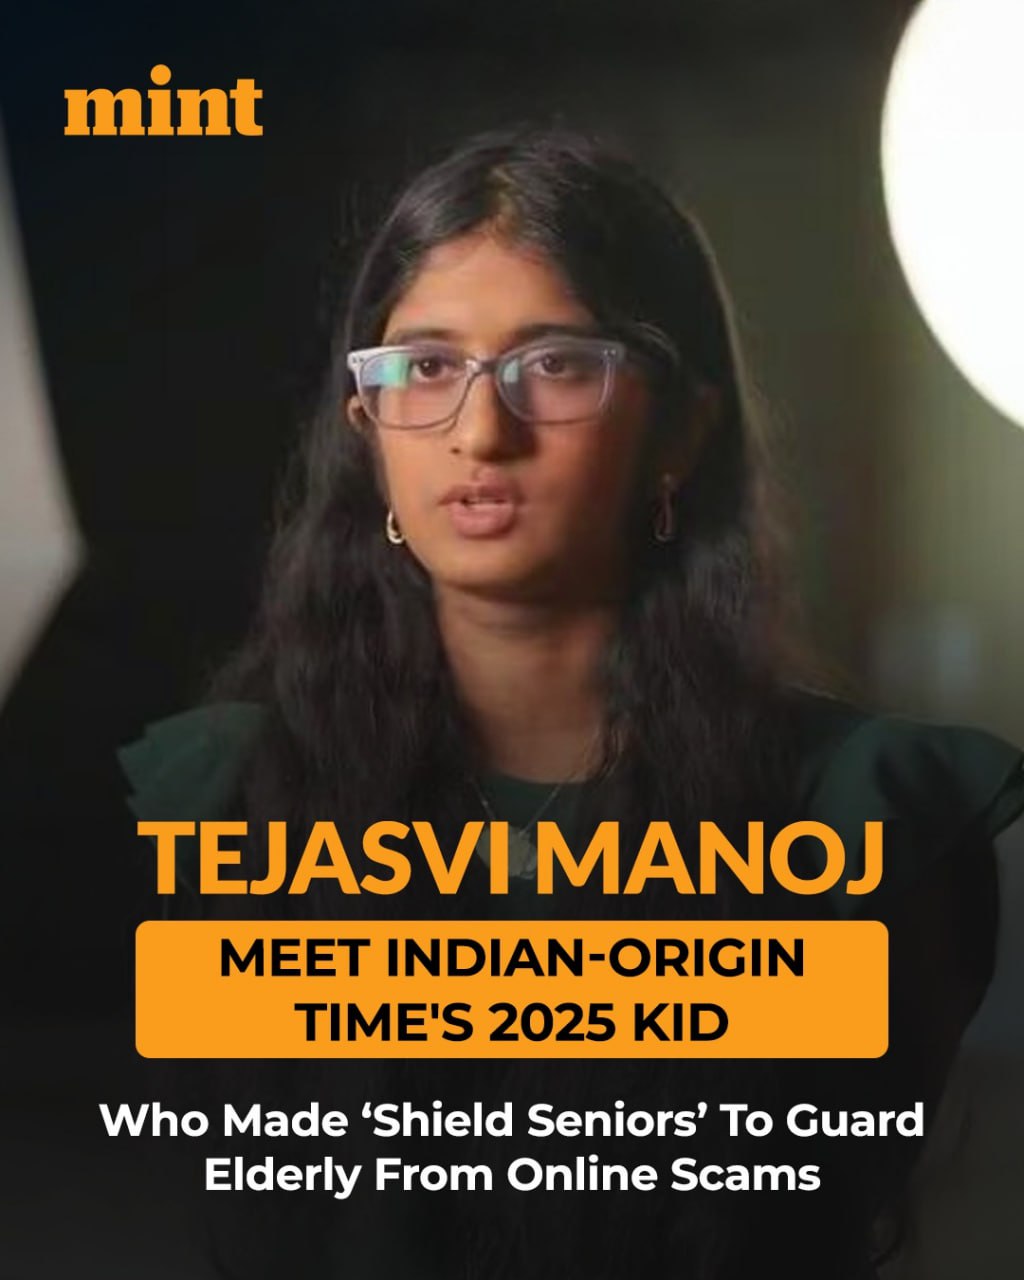 mint
TEJASVI MANOJ
MEET INDIAN-ORIGIN
TIME'S 2025 KID
Who Made ‘Shield Seniors’ To Guard
Elderly From Online Scams